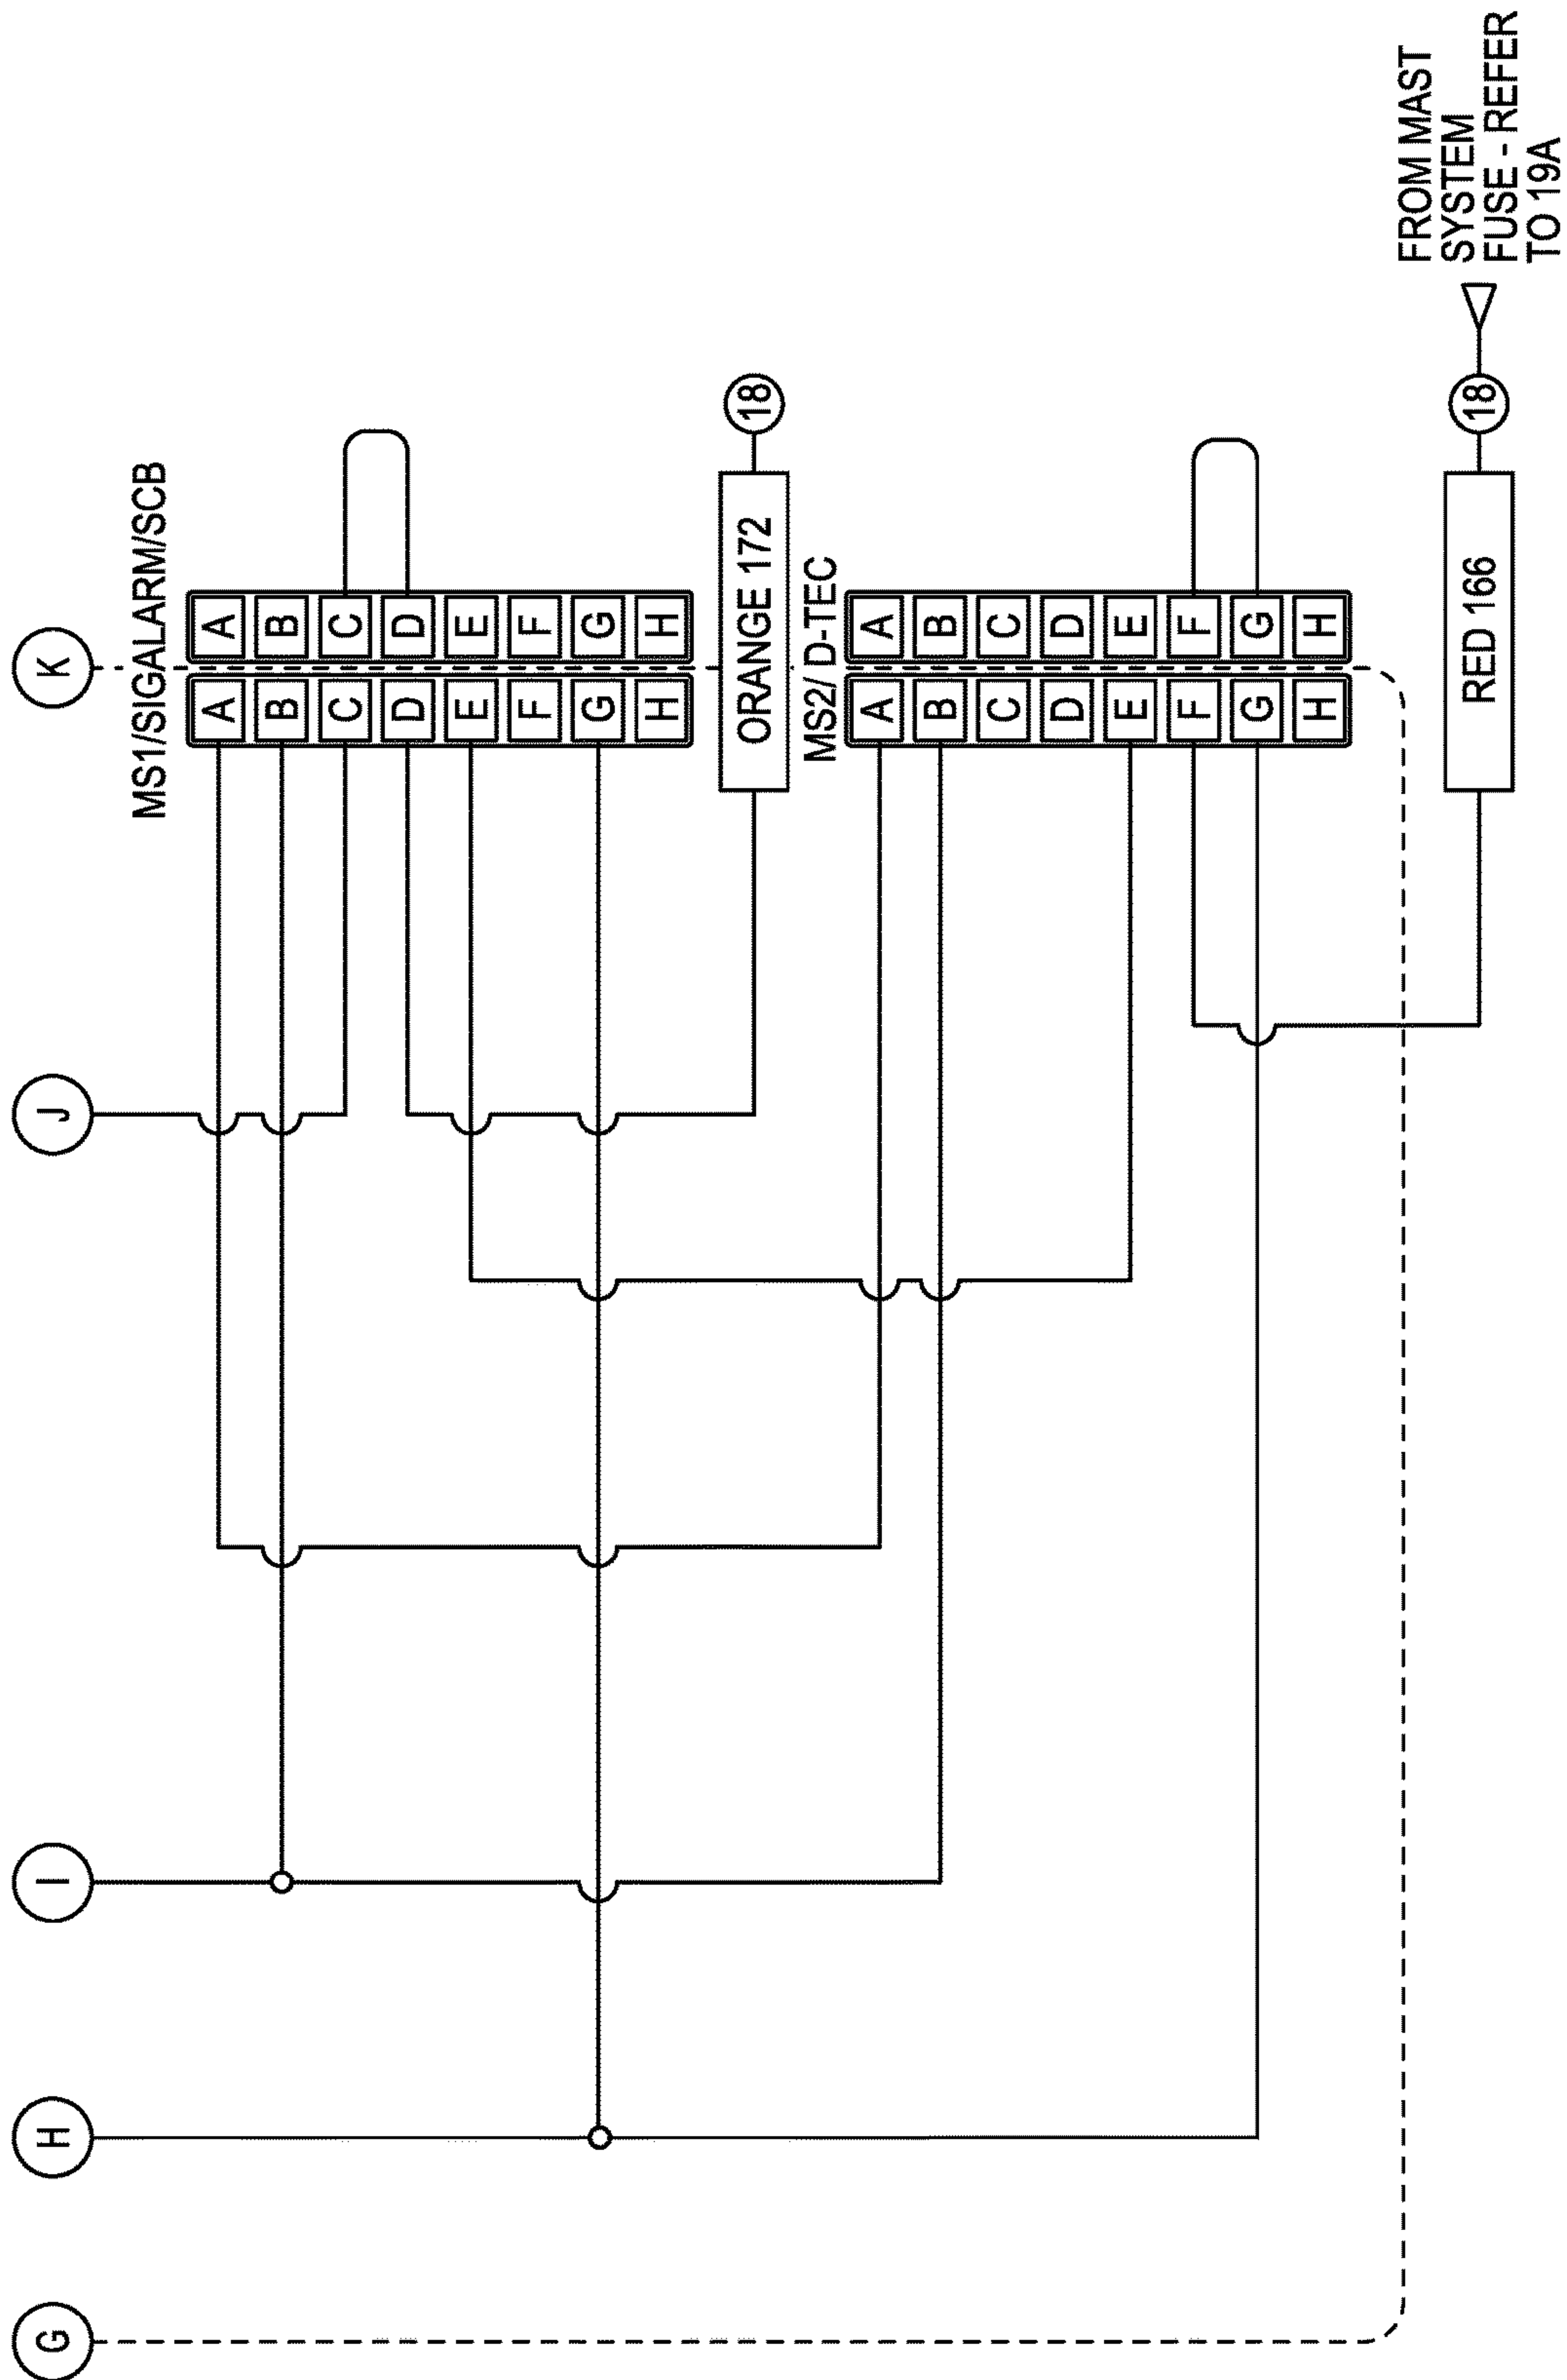 G H I J K
MS1/SIGALARM/SCB
A A
B B
C C
D D
E E
F F
G G
H H
ORANGE 172 18
MS2/ D-TEC
A A
B B
C C
D D
E E
F F
G G
H H
RED 166 18
FROM MAST
SYSTEM
FUSE - REFER
TO 19A